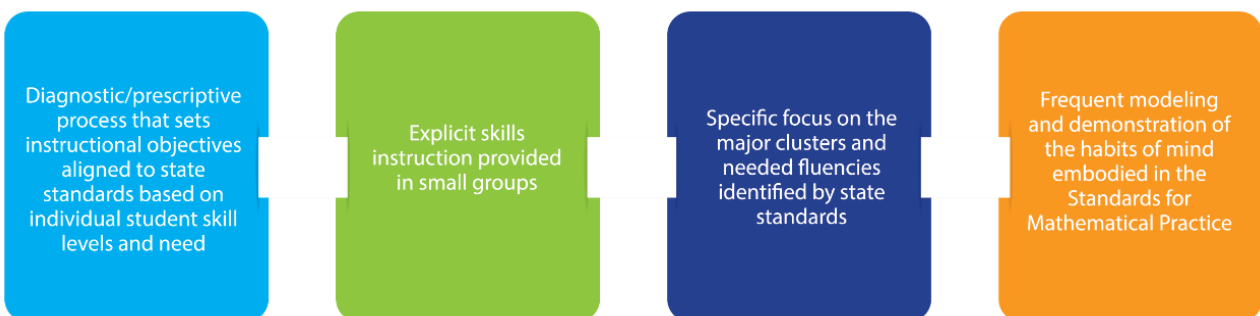 Diagnostic/prescriptive
process that sets
instructional objectives
aligned to state
standards based on
individual student skill
levels and need
Explicit skills
instruction provided
in small groups
Specific focus on the
major clusters and
needed fluencies
identified by state
standards
Frequent modeling
and demonstration of
the habits of mind
embodied in the
Standards for
Mathematical Practice